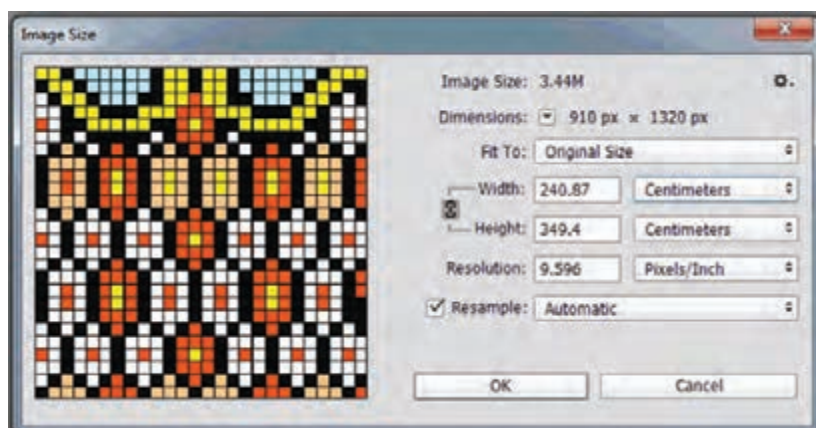 Image Size
Image Size: 3.44M
Dimensions: 910 px × 1320 px
Fit To: Original Size
Width: 240.87 Centimeters
Height: 349.4 Centimeters
Resolution: 9.596 Pixels/Inch
Resample: Automatic
OK Cancel